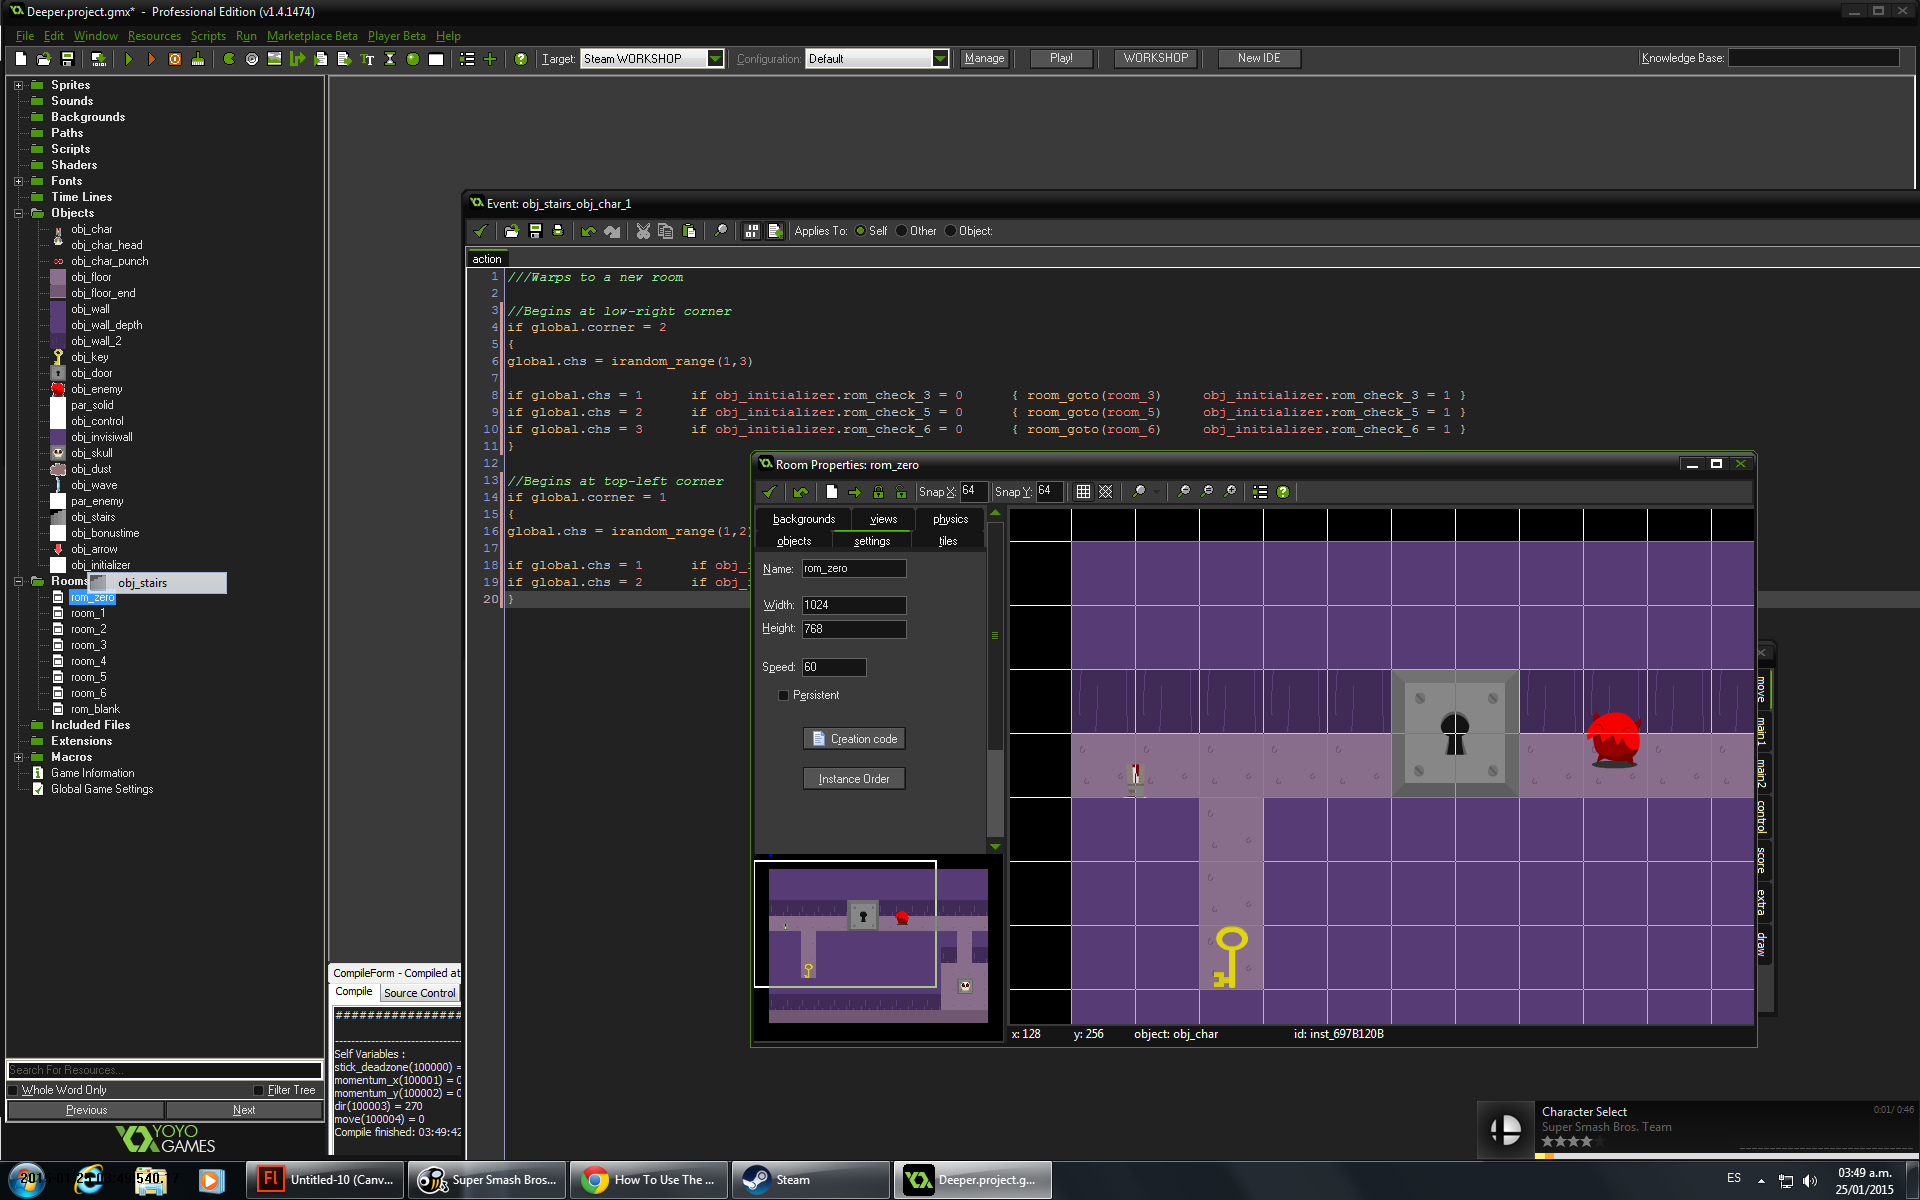 Deeper.project.gmx* - Professional Edition (v1.4.1474)
File Edit Window Resources Scripts Run Marketplace Beta Player Beta Help
Target: Steam WORKSHOP Configuration: Default Manage Play! WORKSHOP New IDE Knowledge Base:
Sprites
Sounds
Backgrounds
Paths
Scripts
Shaders
Fonts
Time Lines
Objects
obj_char
obj_char_head
obj_char_punch
obj_floor
obj_floor_end
obj_wall
obj_wall_depth
obj_wall_2
obj_key
obj_door
obj_enemy
par_solid
obj_control
obj_invisiwall
obj_skull
obj_dust
obj_wave
par_enemy
obj_stairs
obj_bonustime
obj_arrow
obj_initializer
Rooms
obj_stairs
rom_zero
room_1
room_2
room_3
room_4
room_5
room_6
rom_blank
Included Files
Extensions
Macros
Game Information
Global Game Settings
Search For Resources...
Whole Word Only Filter Tree
Previous Next
YOYO
GAMES
Event: obj_stairs_obj_char_1
Applies To: Self Other Object:
action
1 ///Warps to a new room
2
3 //Begins at low-right corner
4 if global.corner = 2
5 {
6 global.chs = irandom_range(1,3)
7
8 if global.chs = 1 if obj_initializer.rom_check_3 = 0 { room_goto(room_3) obj_initializer.rom_check_3 = 1 }
9 if global.chs = 2 if obj_initializer.rom_check_5 = 0 { room_goto(room_5) obj_initializer.rom_check_5 = 1 }
10 if global.chs = 3 if obj_initializer.rom_check_6 = 0 { room_goto(room_6) obj_initializer.rom_check_6 = 1 }
11 }
12
13 //Begins at top-left corner
14 if global.corner = 1
15 {
16 global.chs = irandom_range(1,2)
17
18 if global.chs = 1 if obj_i
19 if global.chs = 2 if obj_i
20 }
Room Properties: rom_zero
Snap X: 64 Snap Y: 64
backgrounds views physics
objects settings tiles
Name: rom_zero
Width: 1024
Height: 768
Speed: 60
Persistent
Creation code
Instance Order
x: 128 y: 256 object: obj_char id: inst_697B120B
move
main1
main2
control
score
extra
draw
CompileForm - Compiled at
Compile Source Control
################
Self Variables :
stick_deadzone(100000) =
momentum_x(100001) = 0
momentum_y(100002) = 0
dir(100003) = 270
move(100004) = 0
Compile finished: 03:49:42
Character Select 0:01 / 0:46
Super Smash Bros. Team
Untitled-10 (Canv... Super Smash Bros... How To Use The ... Steam Deeper.project.g...
ES 03:49 a.m.
25/01/2015